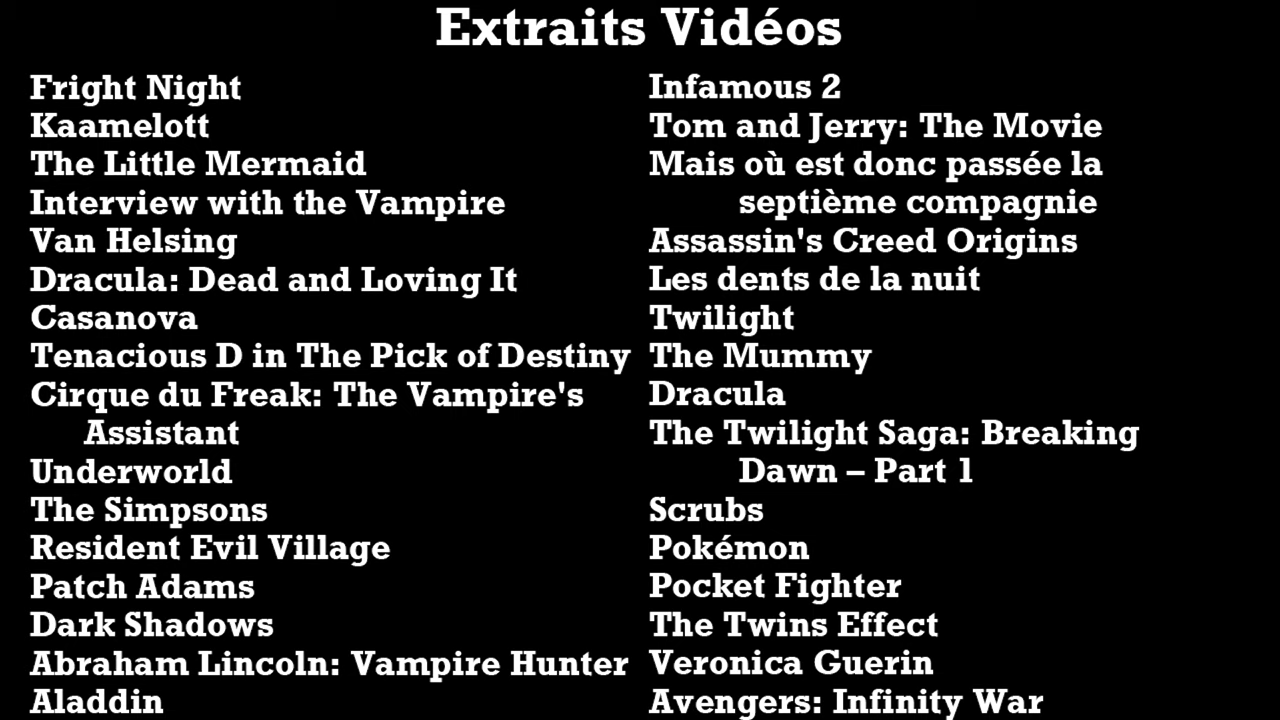 Extraits Vidéos
Fright Night
Kaamelott
The Little Mermaid
Interview with the Vampire
Van Helsing
Dracula: Dead and Loving It
Casanova
Tenacious D in The Pick of Destiny
Cirque du Freak: The Vampire's
Assistant
Underworld
The Simpsons
Resident Evil Village
Patch Adams
Dark Shadows
Abraham Lincoln: Vampire Hunter
Aladdin
Infamous 2
Tom and Jerry: The Movie
Mais où est donc passée la
septième compagnie
Assassin's Creed Origins
Les dents de la nuit
Twilight
The Mummy
Dracula
The Twilight Saga: Breaking
Dawn – Part 1
Scrubs
Pokémon
Pocket Fighter
The Twins Effect
Veronica Guerin
Avengers: Infinity War